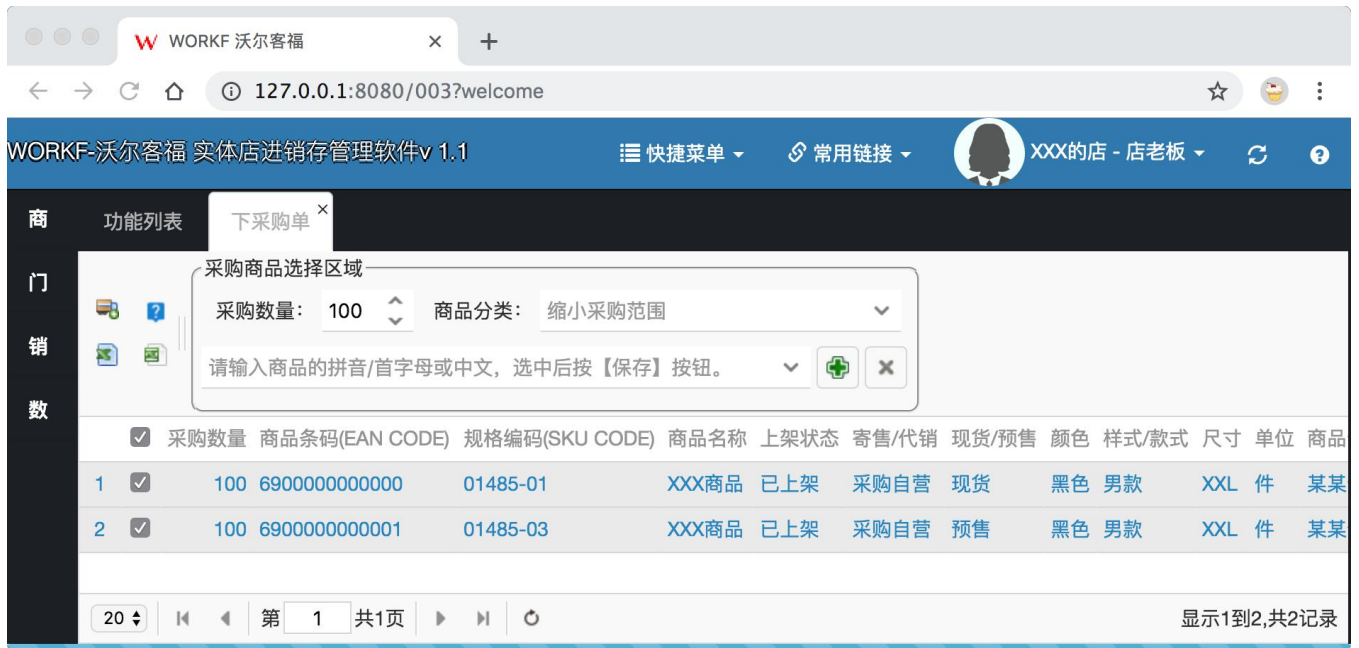 WORKF 沃尔客福
127.0.0.1:8080/003?welcome
WORKF-沃尔客福 实体店进销存管理软件v 1.1 快捷菜单 常用链接 XXX的店 - 店老板
商 功能列表 下采购单
采购商品选择区域
门
采购数量： 100 商品分类： 缩小采购范围
销
请输入商品的拼音/首字母或中文，选中后按【保存】按钮。
数
采购数量 商品条码(EAN CODE) 规格编码(SKU CODE) 商品名称 上架状态 寄售/代销 现货/预售 颜色 样式/款式 尺寸 单位 商品
1 100 6900000000000 01485-01 XXX商品 已上架 采购自营 现货 黑色 男款 XXL 件 某某
2 100 6900000000001 01485-03 XXX商品 已上架 采购自营 预售 黑色 男款 XXL 件 某某
20 第 1 共1页 显示1到2,共2记录